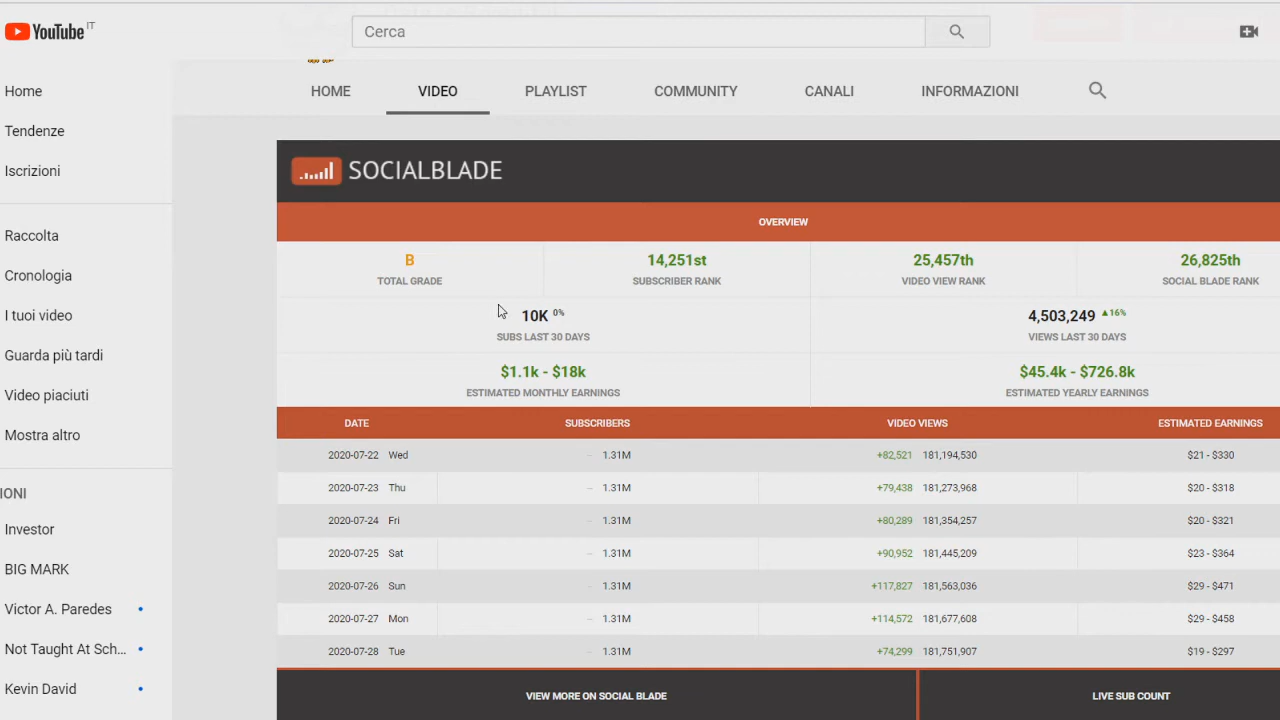 YouTube IT
Cerca
Home
Tendenze
Iscrizioni
Raccolta
Cronologia
I tuoi video
Guarda più tardi
Video piaciuti
Mostra altro
IONI
Investor
BIG MARK
Victor A. Paredes
Not Taught At Sch...
Kevin David
HOME VIDEO PLAYLIST COMMUNITY CANALI INFORMAZIONI
SOCIALBLADE
OVERVIEW
B 14,251st 25,457th 26,825th
TOTAL GRADE SUBSCRIBER RANK VIDEO VIEW RANK SOCIAL BLADE RANK
10K 0% 4,503,249 ▲16%
SUBS LAST 30 DAYS VIEWS LAST 30 DAYS
$1.1k - $18k $45.4k - $726.8k
ESTIMATED MONTHLY EARNINGS ESTIMATED YEARLY EARNINGS
DATE SUBSCRIBERS VIDEO VIEWS ESTIMATED EARNINGS
2020-07-22 Wed -- 1.31M +82,521 181,194,530 $21 - $330
2020-07-23 Thu -- 1.31M +79,438 181,273,968 $20 - $318
2020-07-24 Fri -- 1.31M +80,289 181,354,257 $20 - $321
2020-07-25 Sat -- 1.31M +90,952 181,445,209 $23 - $364
2020-07-26 Sun -- 1.31M +117,827 181,563,036 $29 - $471
2020-07-27 Mon -- 1.31M +114,572 181,677,608 $29 - $458
2020-07-28 Tue -- 1.31M +74,299 181,751,907 $19 - $297
VIEW MORE ON SOCIAL BLADE LIVE SUB COUNT